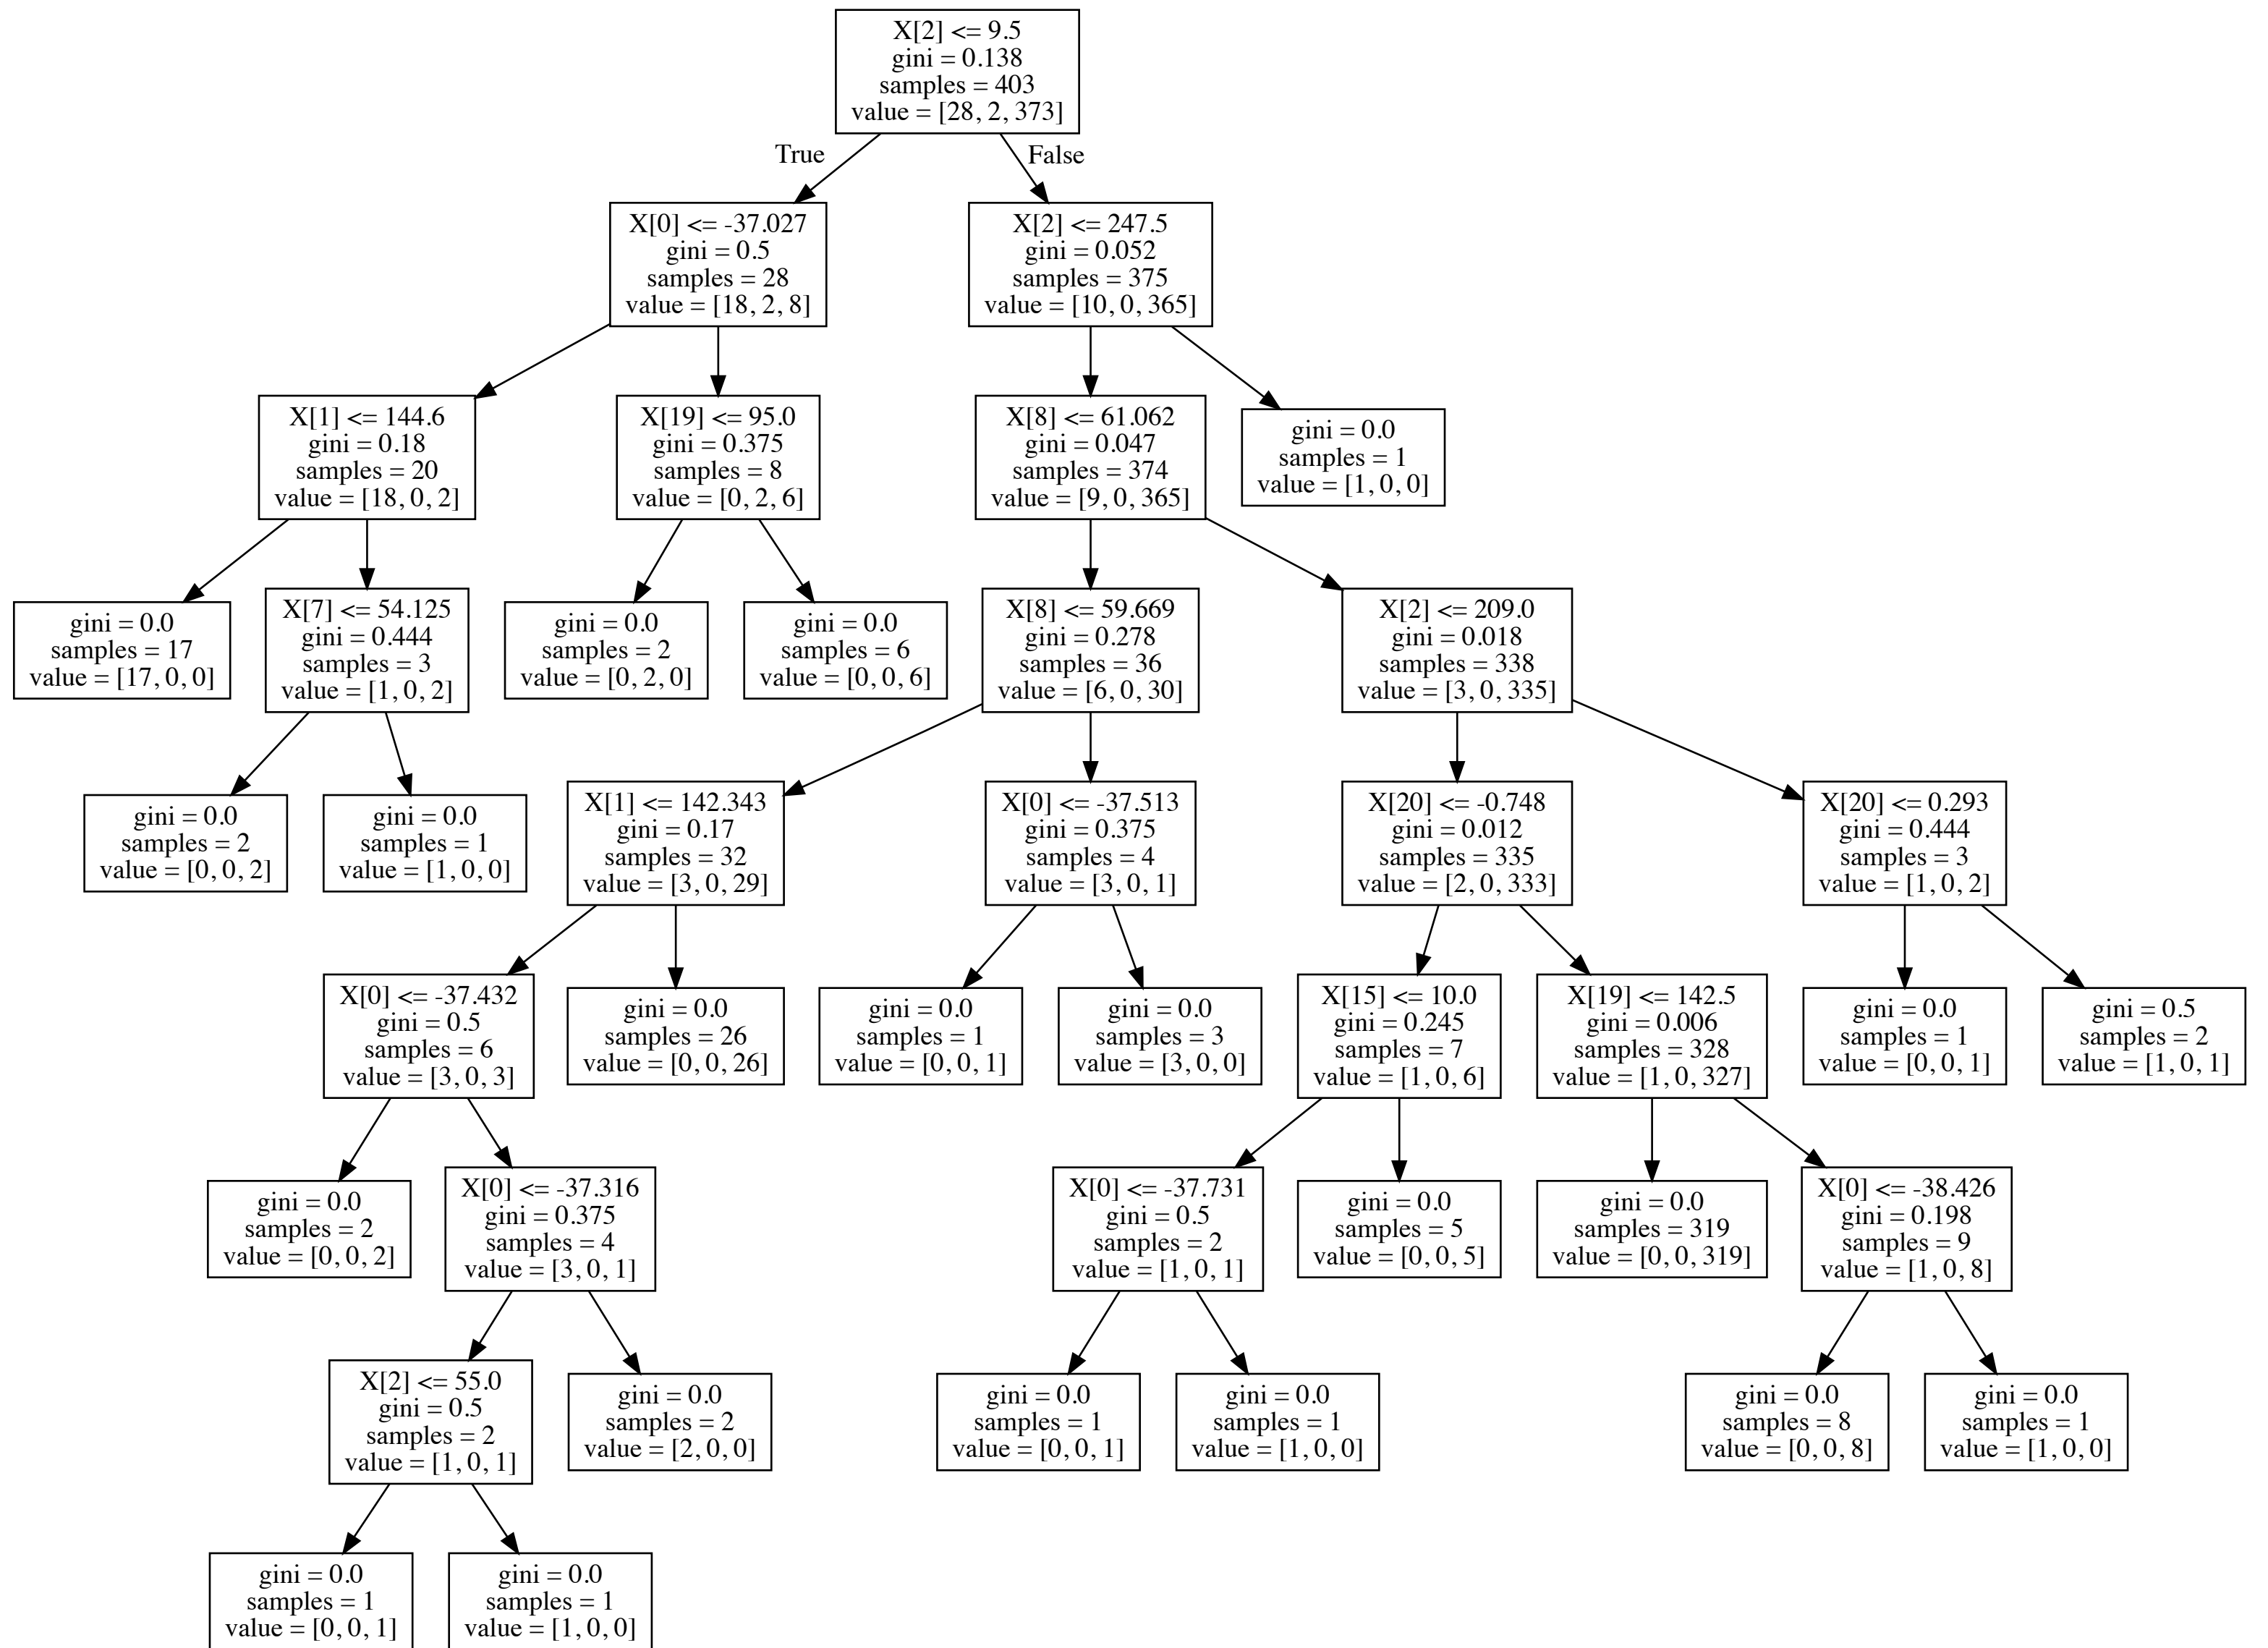 X[2] <= 9.5
gini = 0.138
samples = 403
value = [28, 2, 373]
True
False
X[0] <= -37.027
gini = 0.5
samples = 28
value = [18, 2, 8]
X[2] <= 247.5
gini = 0.052
samples = 375
value = [10, 0, 365]
X[1] <= 144.6
gini = 0.18
samples = 20
value = [18, 0, 2]
X[19] <= 95.0
gini = 0.375
samples = 8
value = [0, 2, 6]
X[8] <= 61.062
gini = 0.047
samples = 374
value = [9, 0, 365]
gini = 0.0
samples = 1
value = [1, 0, 0]
gini = 0.0
samples = 17
value = [17, 0, 0]
X[7] <= 54.125
gini = 0.444
samples = 3
value = [1, 0, 2]
gini = 0.0
samples = 2
value = [0, 2, 0]
gini = 0.0
samples = 6
value = [0, 0, 6]
X[8] <= 59.669
gini = 0.278
samples = 36
value = [6, 0, 30]
X[2] <= 209.0
gini = 0.018
samples = 338
value = [3, 0, 335]
gini = 0.0
samples = 2
value = [0, 0, 2]
gini = 0.0
samples = 1
value = [1, 0, 0]
X[1] <= 142.343
gini = 0.17
samples = 32
value = [3, 0, 29]
X[0] <= -37.513
gini = 0.375
samples = 4
value = [3, 0, 1]
X[20] <= -0.748
gini = 0.012
samples = 335
value = [2, 0, 333]
X[20] <= 0.293
gini = 0.444
samples = 3
value = [1, 0, 2]
X[0] <= -37.432
gini = 0.5
samples = 6
value = [3, 0, 3]
gini = 0.0
samples = 26
value = [0, 0, 26]
gini = 0.0
samples = 1
value = [0, 0, 1]
gini = 0.0
samples = 3
value = [3, 0, 0]
X[15] <= 10.0
gini = 0.245
samples = 7
value = [1, 0, 6]
X[19] <= 142.5
gini = 0.006
samples = 328
value = [1, 0, 327]
gini = 0.0
samples = 1
value = [0, 0, 1]
gini = 0.5
samples = 2
value = [1, 0, 1]
gini = 0.0
samples = 2
value = [0, 0, 2]
X[0] <= -37.316
gini = 0.375
samples = 4
value = [3, 0, 1]
X[0] <= -37.731
gini = 0.5
samples = 2
value = [1, 0, 1]
gini = 0.0
samples = 5
value = [0, 0, 5]
gini = 0.0
samples = 319
value = [0, 0, 319]
X[0] <= -38.426
gini = 0.198
samples = 9
value = [1, 0, 8]
X[2] <= 55.0
gini = 0.5
samples = 2
value = [1, 0, 1]
gini = 0.0
samples = 2
value = [2, 0, 0]
gini = 0.0
samples = 1
value = [0, 0, 1]
gini = 0.0
samples = 1
value = [1, 0, 0]
gini = 0.0
samples = 8
value = [0, 0, 8]
gini = 0.0
samples = 1
value = [1, 0, 0]
gini = 0.0
samples = 1
value = [0, 0, 1]
gini = 0.0
samples = 1
value = [1, 0, 0]